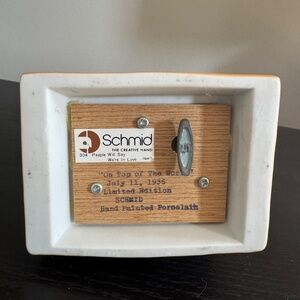 Schmid
THE CREATIVE HAND
304 People Will Say
We're In Love
"On Top of The World"
July 11, 1936
Limited Edition
SCHMID
Hand Painted Porcelain